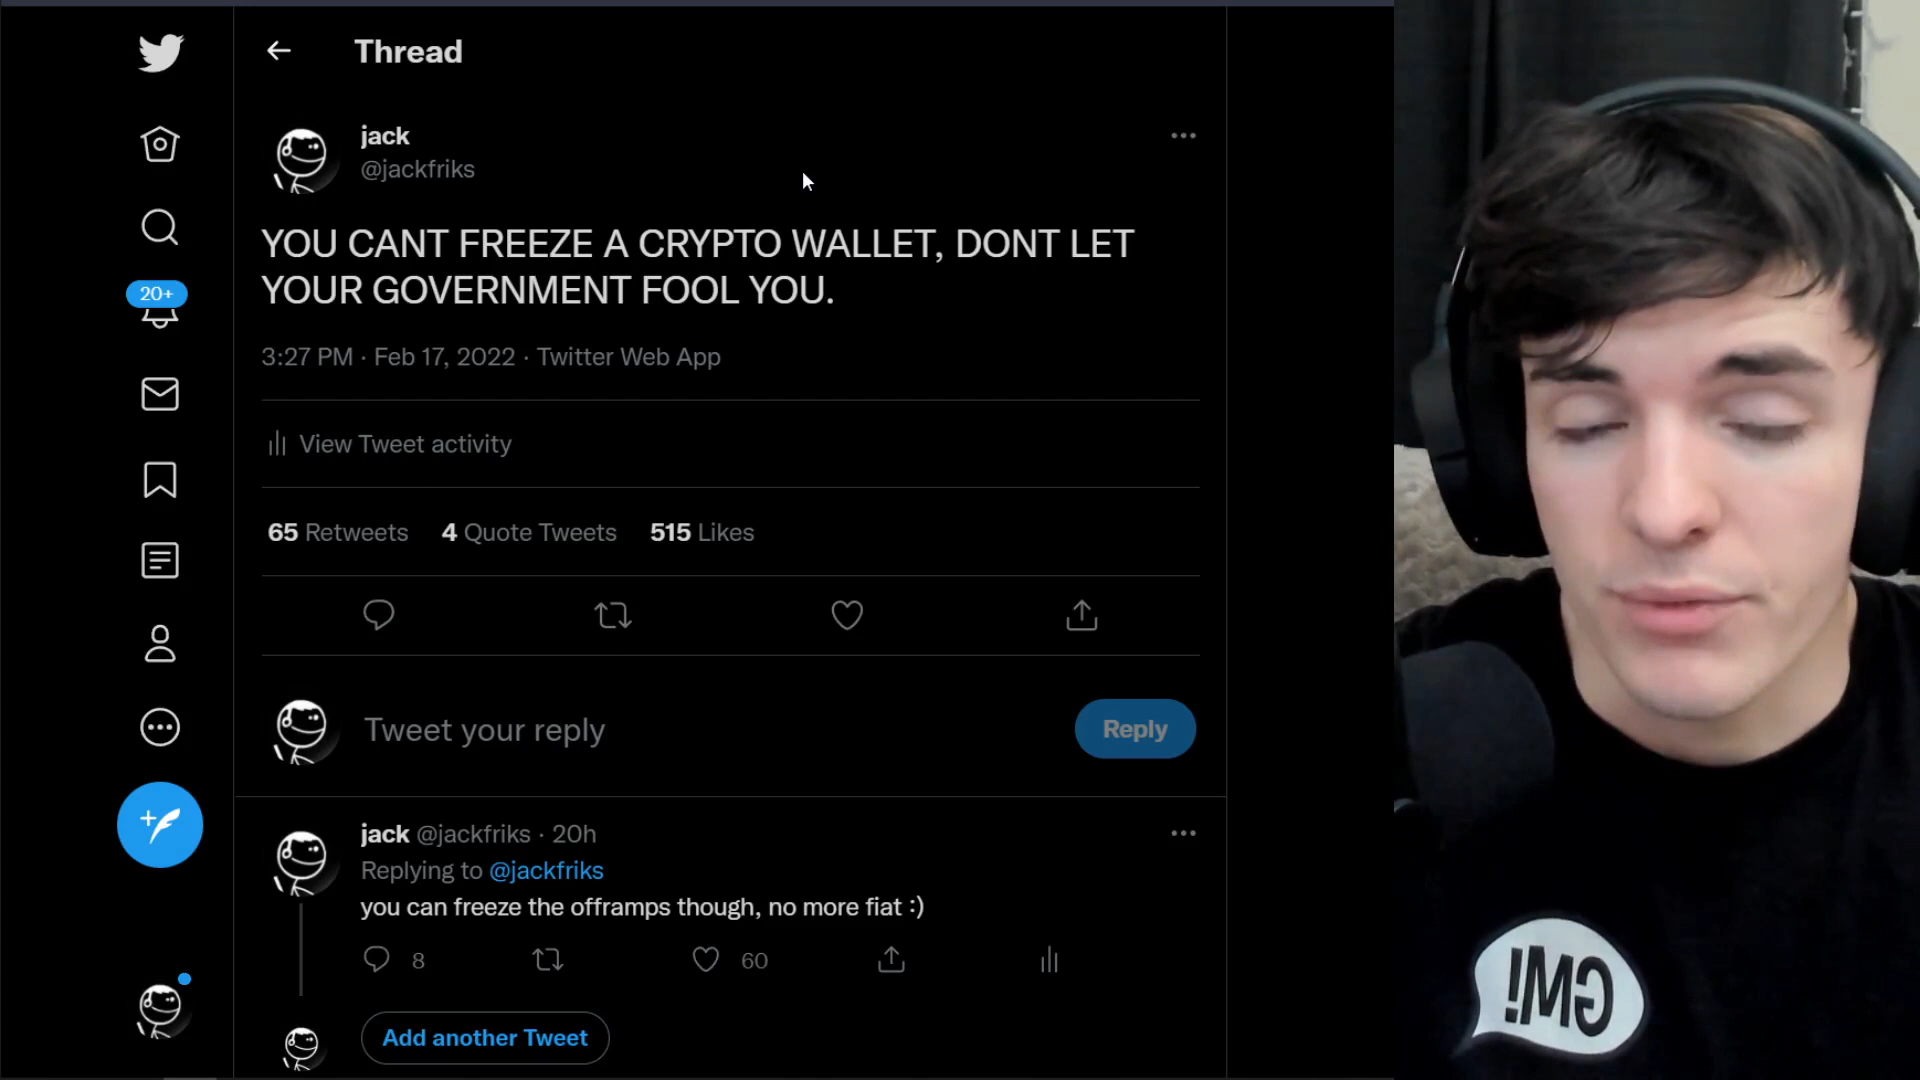 Thread
jack
@jackfriks
YOU CANT FREEZE A CRYPTO WALLET, DONT LET
YOUR GOVERNMENT FOOL YOU.
20+
3:27 PM · Feb 17, 2022 · Twitter Web App
View Tweet activity
65 Retweets 4 Quote Tweets 515 Likes
Tweet your reply
Reply
jack @jackfriks · 20h
Replying to @jackfriks
you can freeze the offramps though, no more fiat :)
8 60
Add another Tweet
GM!